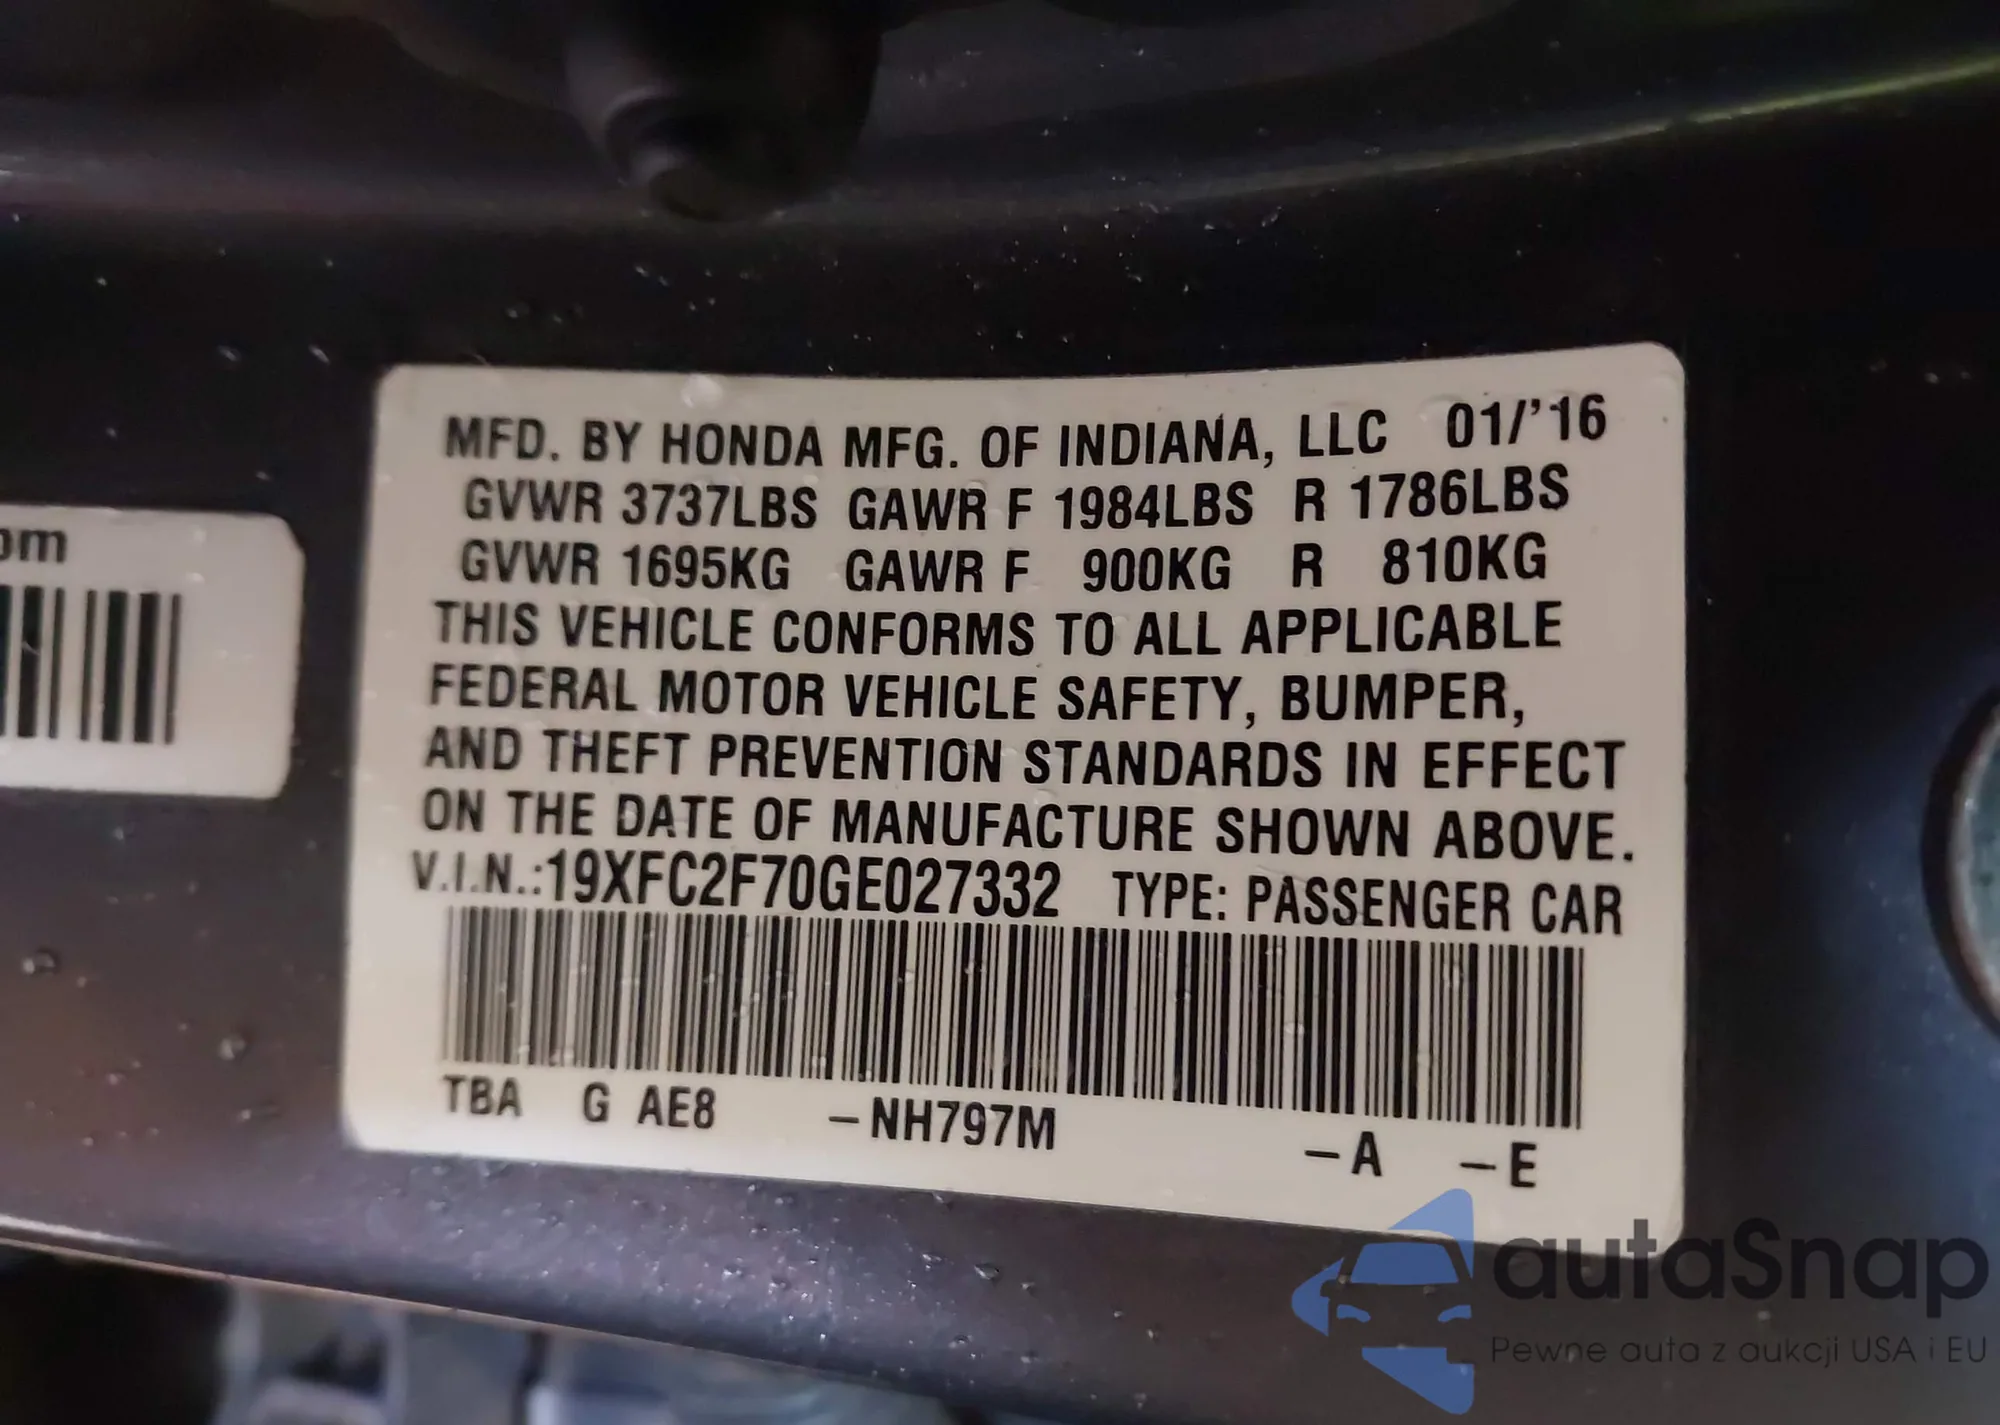 MFD. BY HONDA MFG. OF INDIANA, LLC 01/'16
GVWR 3737LBS GAWR F 1984LBS R 1786LBS
GVWR 1695KG GAWR F 900KG R 810KG
THIS VEHICLE CONFORMS TO ALL APPLICABLE
FEDERAL MOTOR VEHICLE SAFETY, BUMPER,
AND THEFT PREVENTION STANDARDS IN EFFECT
ON THE DATE OF MANUFACTURE SHOWN ABOVE.
V.I.N.:19XFC2F70GE027332 TYPE: PASSENGER CAR
TBA G AE8 -NH797M -A -E
autaSnap
Pewne auta z aukcji USA i EU